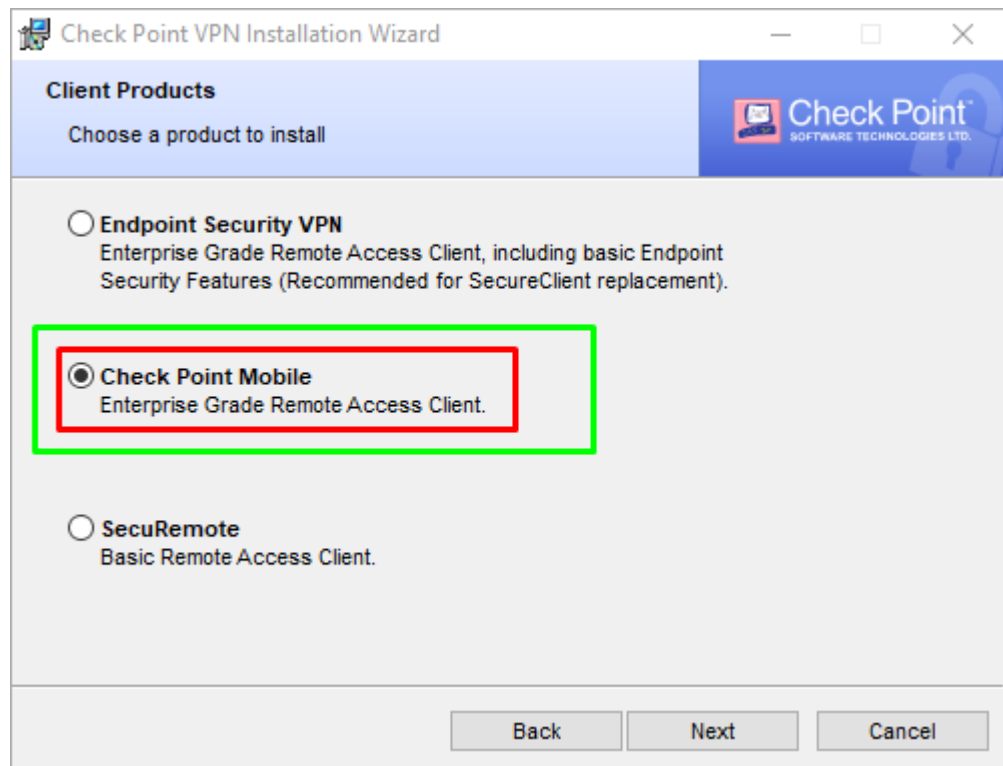 Check Point VPN Installation Wizard
Client Products
Choose a product to install
Check Point™
SOFTWARE TECHNOLOGIES LTD.
Endpoint Security VPN
Enterprise Grade Remote Access Client, including basic Endpoint
Security Features (Recommended for SecureClient replacement).
Check Point Mobile
Enterprise Grade Remote Access Client.
SecuRemote
Basic Remote Access Client.
Back
Next
Cancel